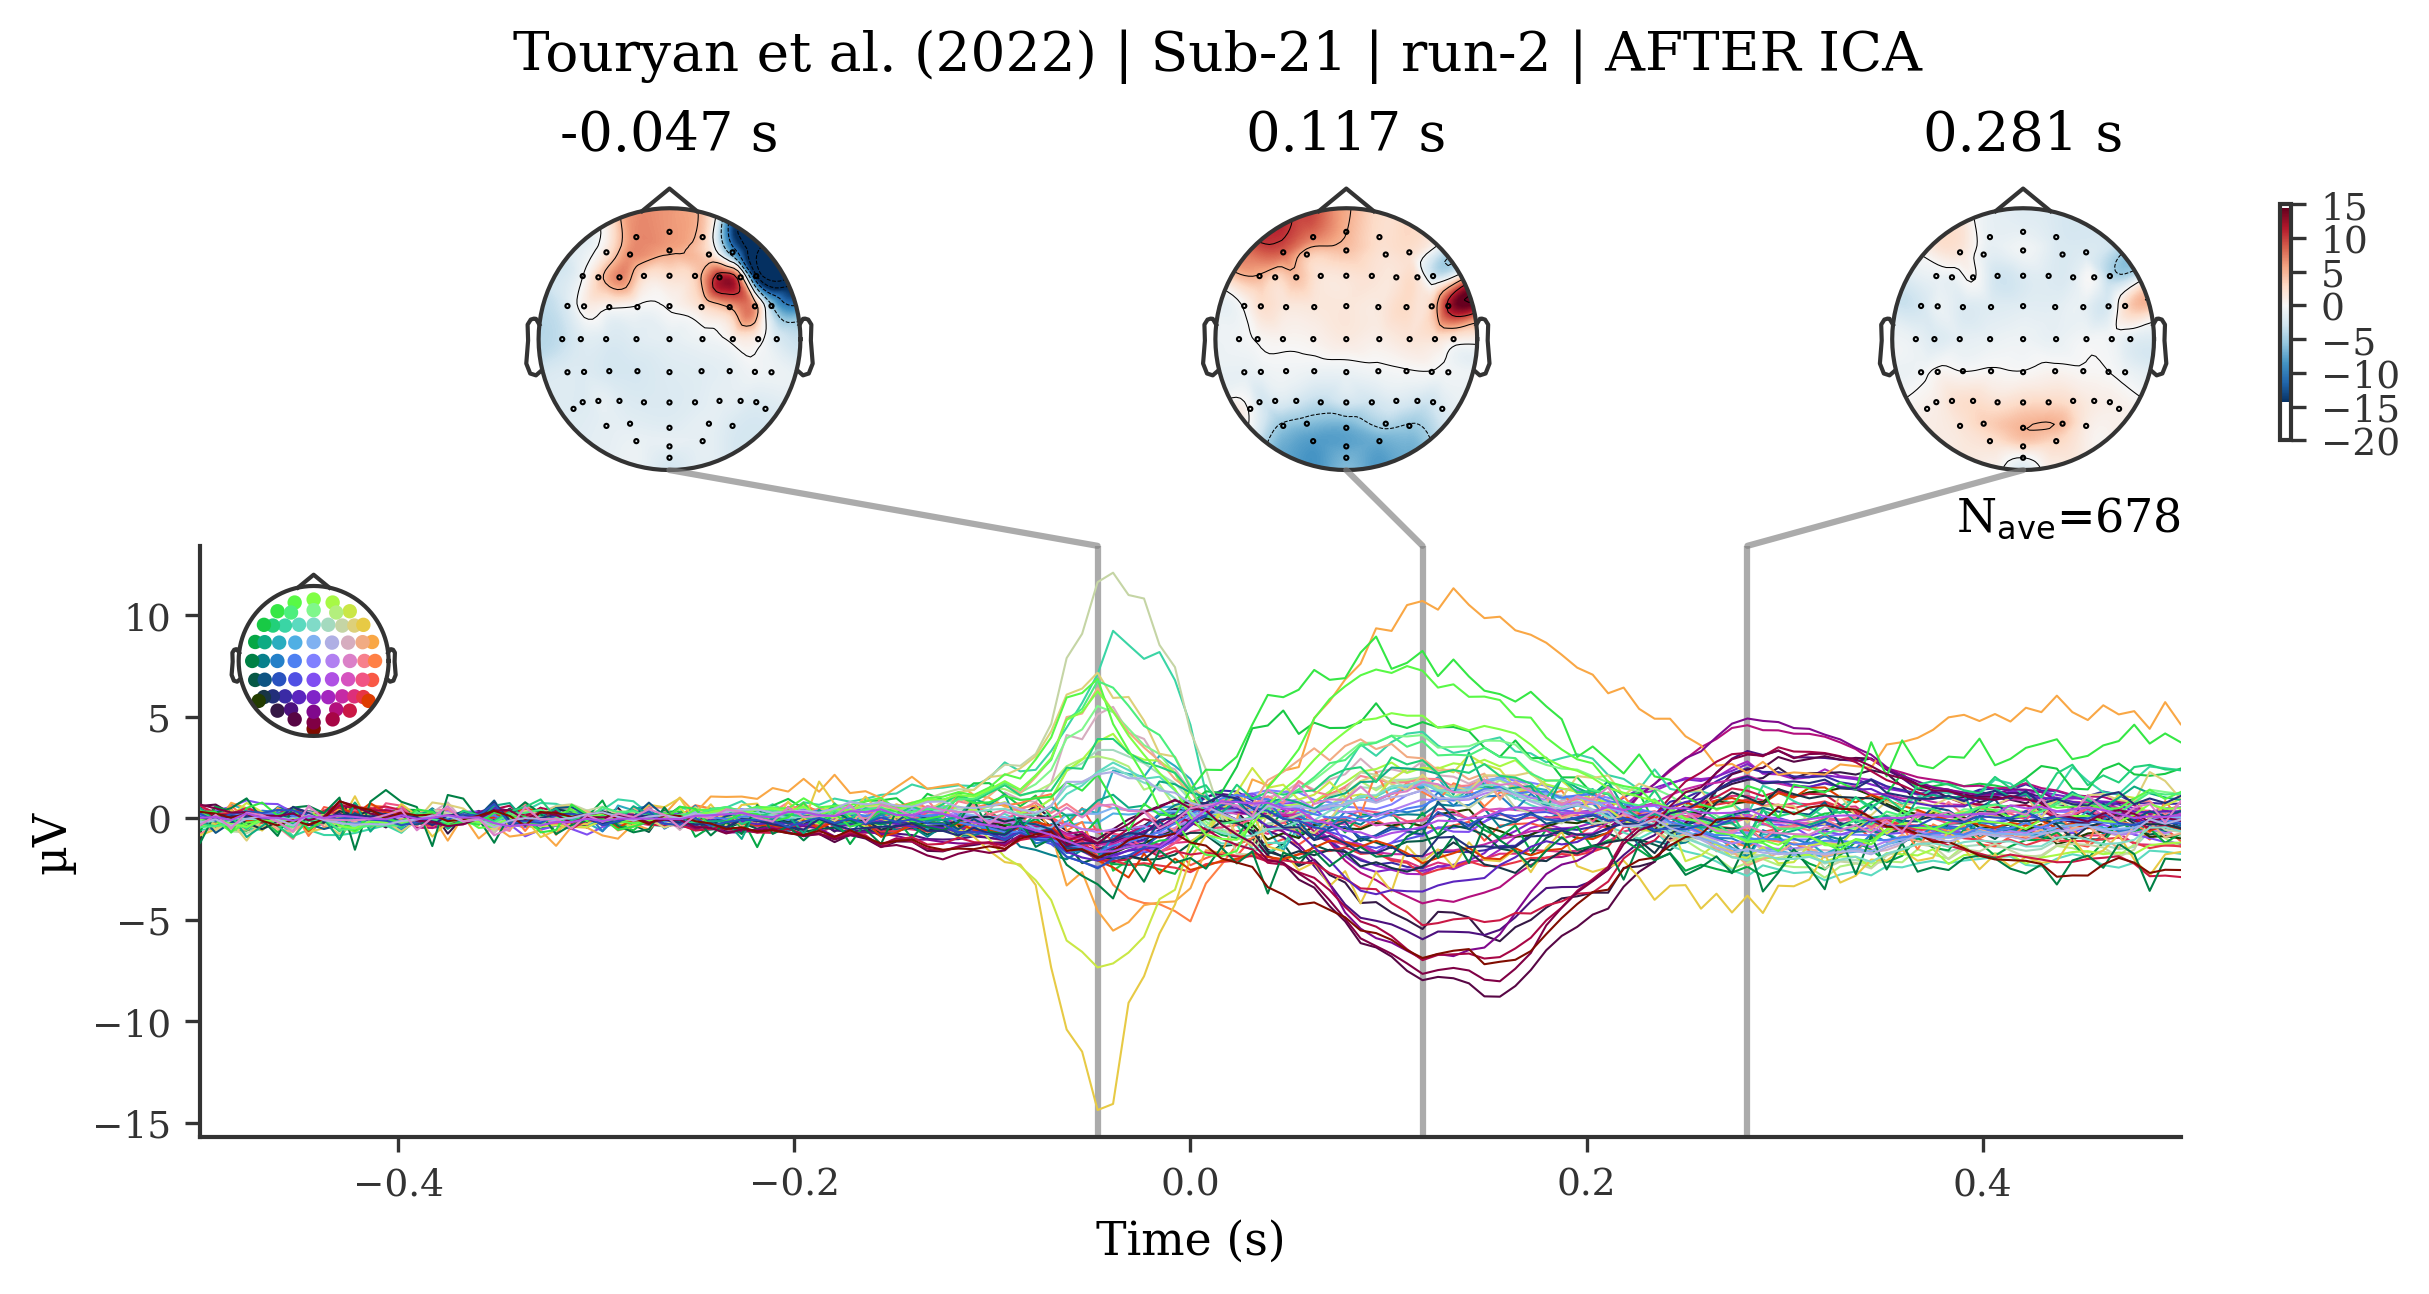 Touryan et al. (2022) | Sub-21 | run-2 | AFTER ICA
-0.047 s
0.117 s
0.281 s
15
10
5
0
−5
−10
−15
−20
Nave=678
10
5
0
−5
−10
−15
µV
−0.4
−0.2
0.0
0.2
0.4
Time (s)